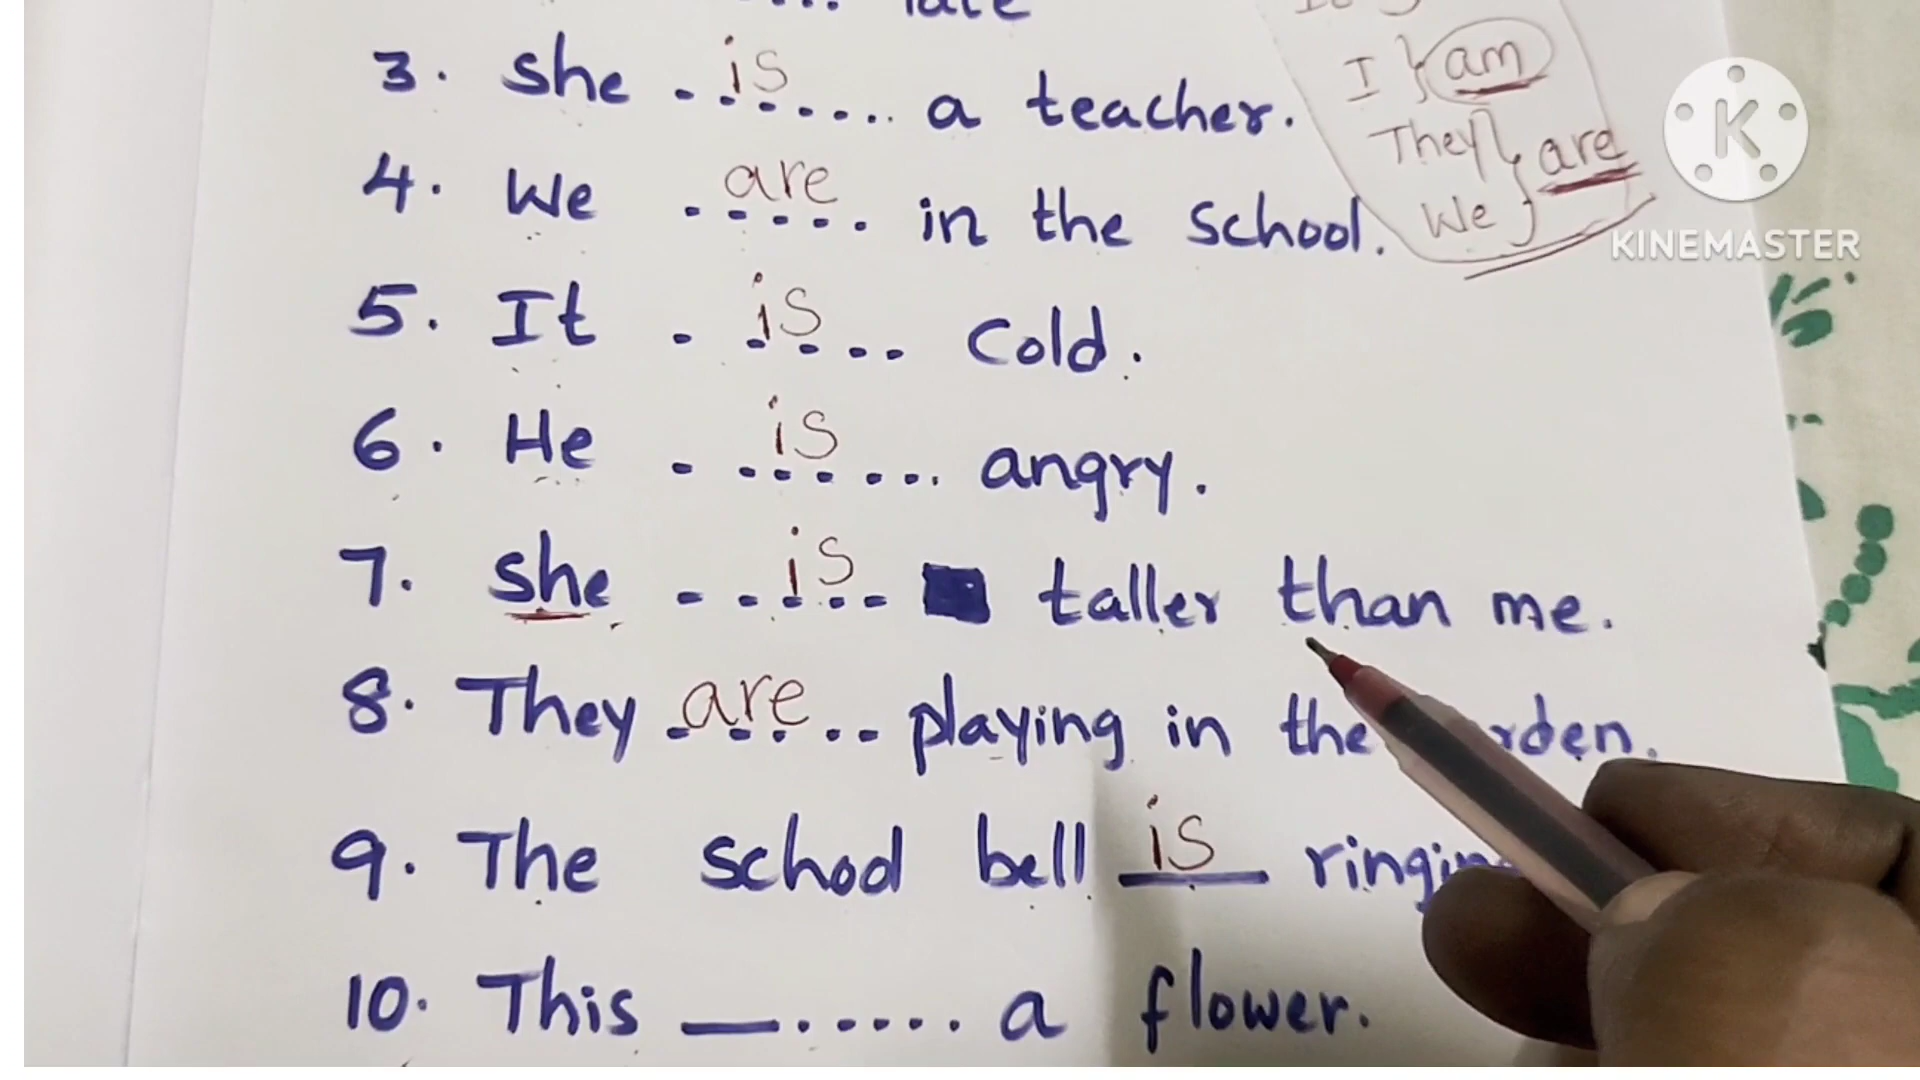 late
3. She is a teacher.
4. We are in the school.
5. It is cold.
6. He is angry.
7. She is taller than me.
8. They are playing in the
9. The school bell is
10. This _..... a flower.
I } am
They
We } are
K
KINEMASTER